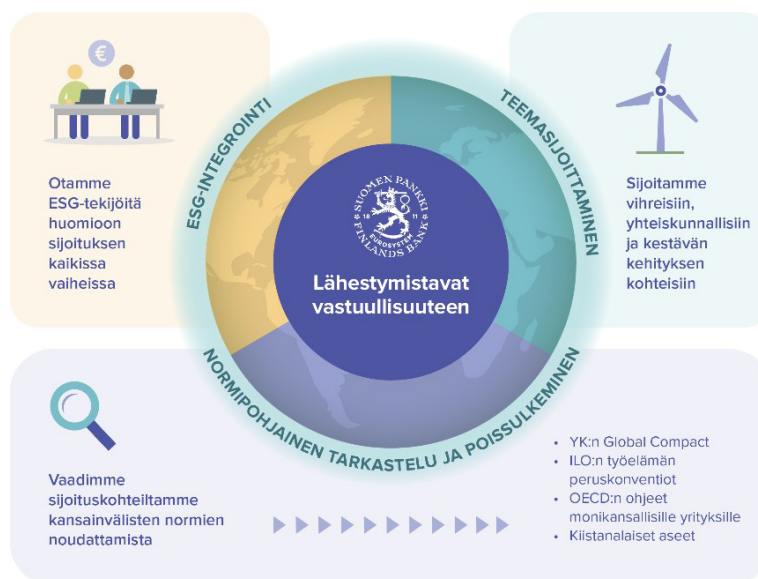 €
ESG-INTEGROINTI
Otamme
ESG-tekijöitä
huomioon
sijoituksen
kaikissa
vaiheissa
TEEMASIJOITTAMINEN
Sijoitamme
vihreisiin,
yhteiskunnallisiin
ja kestävän
kehityksen
kohteisiin
SUOMEN PANKKI
1811
EUROSYSTEM
FINLANDS BANK
Lähestymistavat
vastuullisuuteen
NORMIPOHJAINEN TARKASTELU JA POISSULKEMINEN
Vaadimme
sijoituskohteiltamme
kansainvälisten normien
noudattamista
• YK:n Global Compact
• ILO:n työelämän
peruskonventiot
• OECD:n ohjeet
monikansallisille yrityksille
• Kiistanalaiset aseet